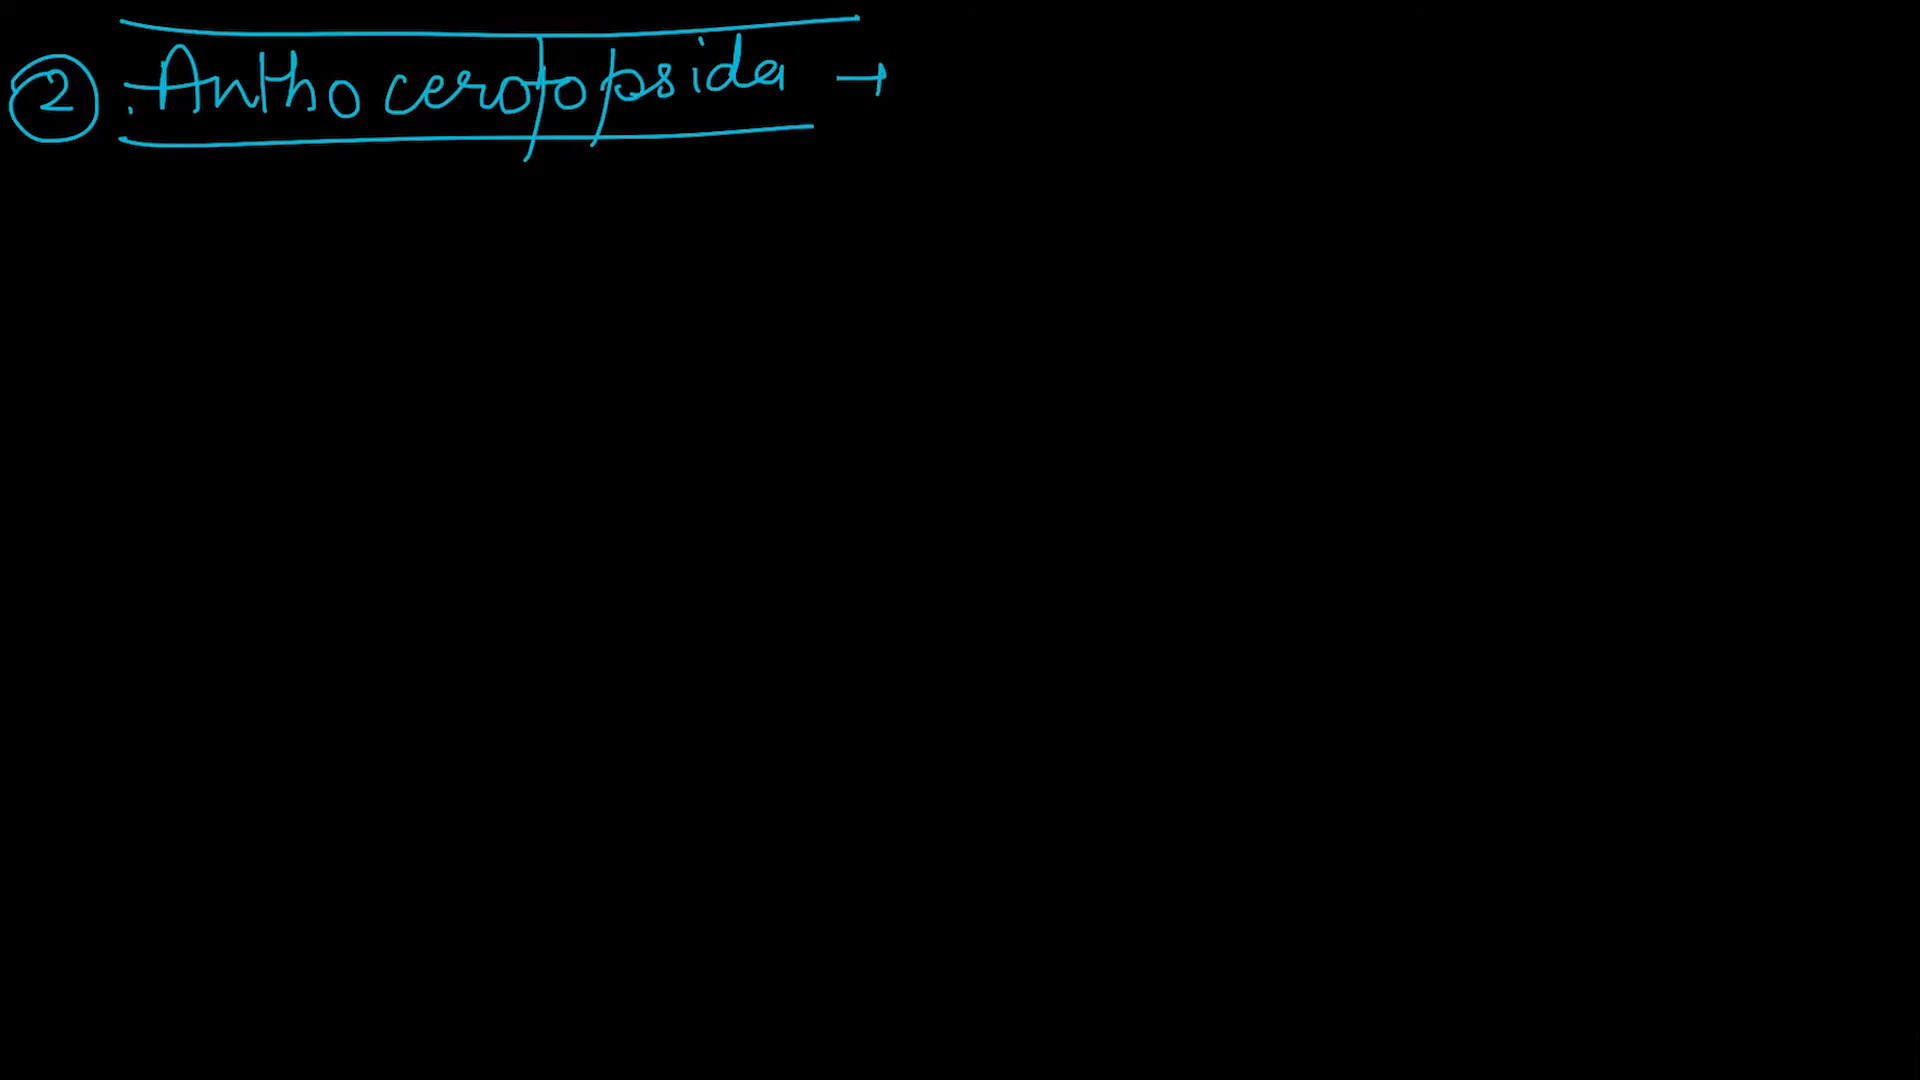 ② Anthocerotopsida →